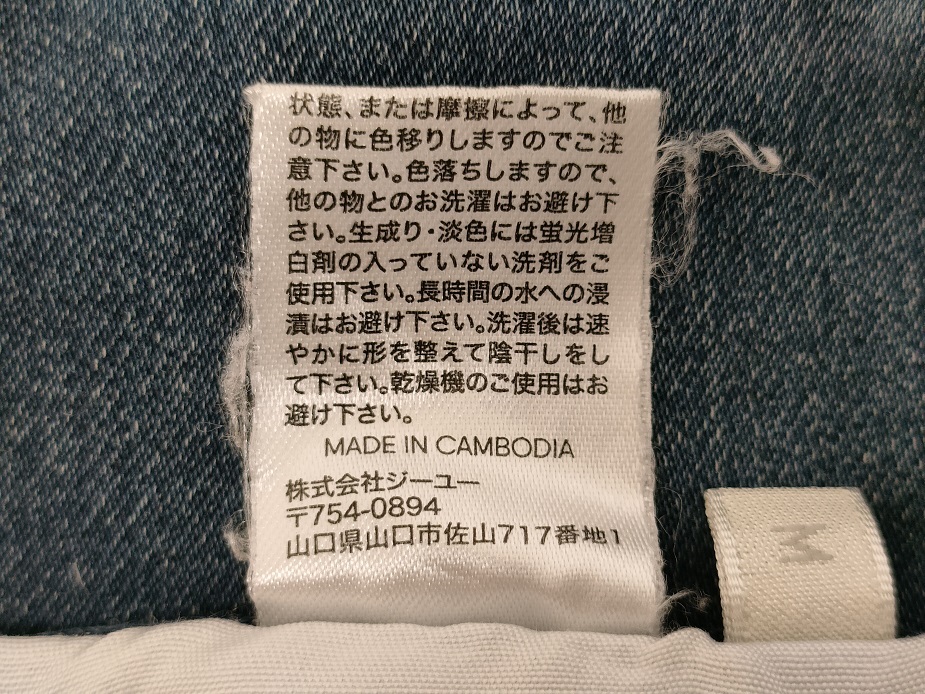 状態、または摩擦によって、他
の物に色移りしますのでご注
意下さい。色落ちしますので、
他の物とのお洗濯はお避け下
さい。生成り・淡色には蛍光増
白剤の入っていない洗剤をご
使用下さい。長時間の水への浸
漬はお避け下さい。洗濯後は速
やかに形を整えて陰干しをし
て下さい。乾燥機のご使用はお
避け下さい。
MADE IN CAMBODIA
株式会社ジーユー
〒754-0894
山口県山口市佐山717番地1
M